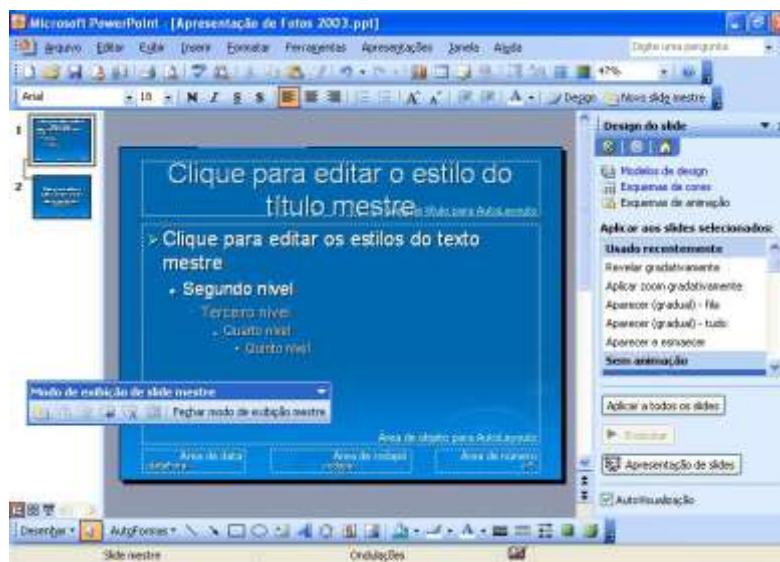 Microsoft PowerPoint - [Apresentação de Fotos 2003.ppt]
Arquivo Editar Exibir Inserir Formatar Ferramentas Apresentações Janela Ajuda Digite uma pergunta
47%
Arial 18 N I S S A A A Design Novo slide mestre
1
2
Clique para editar o estilo do
título mestre
título para AutoLayouts
Clique para editar os estilos do texto
mestre
Segundo nível
Terceiro nível
Quarto nível
Quinto nível
Área de objeto para AutoLayouts
Área de data
Área de rodapé
Área de número
Modo de exibição de slide mestre
Fechar modo de exibição mestre
Design do slide
Modelos de design
Esquemas de cores
Esquemas de animação
Aplicar aos slides selecionados:
Usado recentemente
Revelar gradativamente
Aplicar zoom gradativamente
Aparecer (gradual) - fila
Aparecer (gradual) - tudo
Aparecer e esmaecer
Sem animação
Aplicar a todos os slides
Executar
Apresentação de slides
AutoVisualização
Desenhar AutoFormas
Slide mestre Ondulações